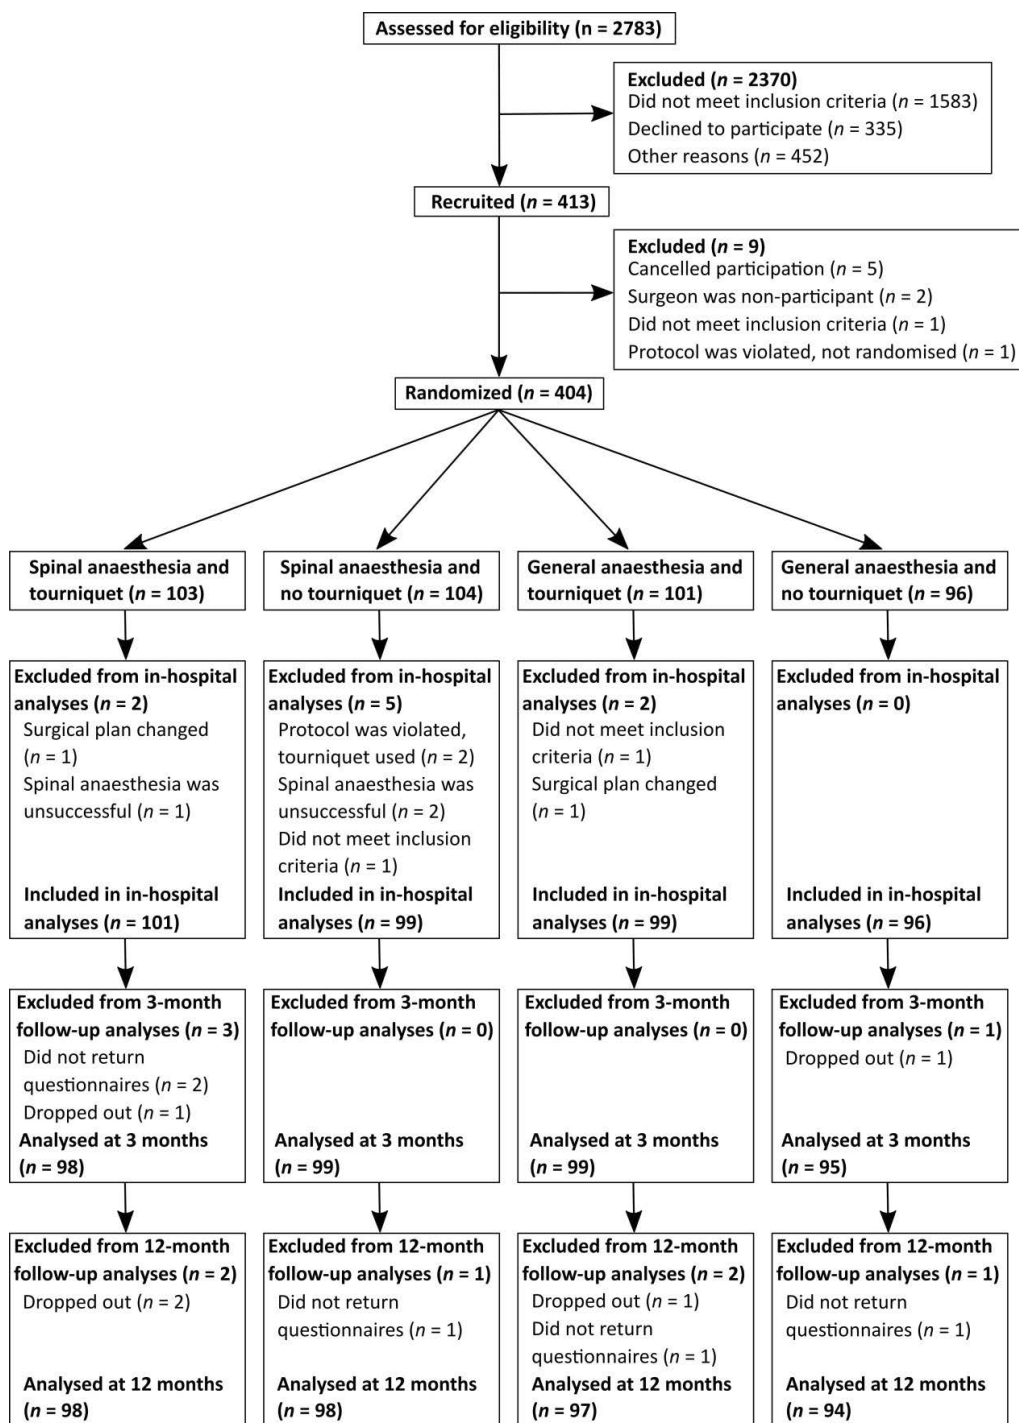 Assessed for eligibility (n = 2783)
Excluded (n = 2370)
Did not meet inclusion criteria (n = 1583)
Declined to participate (n = 335)
Other reasons (n = 452)
Recruited (n = 413)
Excluded (n = 9)
Cancelled participation (n = 5)
Surgeon was non-participant (n = 2)
Did not meet inclusion criteria (n = 1)
Protocol was violated, not randomised (n = 1)
Randomized (n = 404)
Spinal anaesthesia and
tourniquet (n = 103)
Spinal anaesthesia and
no tourniquet (n = 104)
General anaesthesia and
tourniquet (n = 101)
General anaesthesia and
no tourniquet (n = 96)
Excluded from in-hospital
analyses (n = 2)
Surgical plan changed
(n = 1)
Spinal anaesthesia was
unsuccessful (n = 1)
Included in in-hospital
analyses (n = 101)
Excluded from in-hospital
analyses (n = 5)
Protocol was violated,
tourniquet used (n = 2)
Spinal anaesthesia was
unsuccessful (n = 2)
Did not meet inclusion
criteria (n = 1)
Included in in-hospital
analyses (n = 99)
Excluded from in-hospital
analyses (n = 2)
Did not meet inclusion
criteria (n = 1)
Surgical plan changed
(n = 1)
Included in in-hospital
analyses (n = 99)
Excluded from in-hospital
analyses (n = 0)
Included in in-hospital
analyses (n = 96)
Excluded from 3-month
follow-up analyses (n = 3)
Did not return
questionnaires (n = 2)
Dropped out (n = 1)
Analysed at 3 months
(n = 98)
Excluded from 3-month
follow-up analyses (n = 0)
Analysed at 3 months
(n = 99)
Excluded from 3-month
follow-up analyses (n = 0)
Analysed at 3 months
(n = 99)
Excluded from 3-month
follow-up analyses (n = 1)
Dropped out (n = 1)
Analysed at 3 months
(n = 95)
Excluded from 12-month
follow-up analyses (n = 2)
Dropped out (n = 2)
Analysed at 12 months
(n = 98)
Excluded from 12-month
follow-up analyses (n = 1)
Did not return
questionnaires (n = 1)
Analysed at 12 months
(n = 98)
Excluded from 12-month
follow-up analyses (n = 2)
Dropped out (n = 1)
Did not return
questionnaires (n = 1)
Analysed at 12 months
(n = 97)
Excluded from 12-month
follow-up analyses (n = 1)
Did not return
questionnaires (n = 1)
Analysed at 12 months
(n = 94)